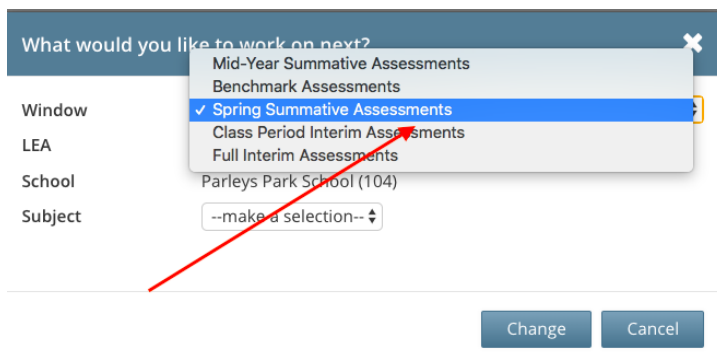 What would you like to work on next?
Mid-Year Summative Assessments
Benchmark Assessments
Window ✓ Spring Summative Assessments
LEA Class Period Interim Assessments
Full Interim Assessments
School Parleys Park School (104)
Subject --make a selection--
Change Cancel